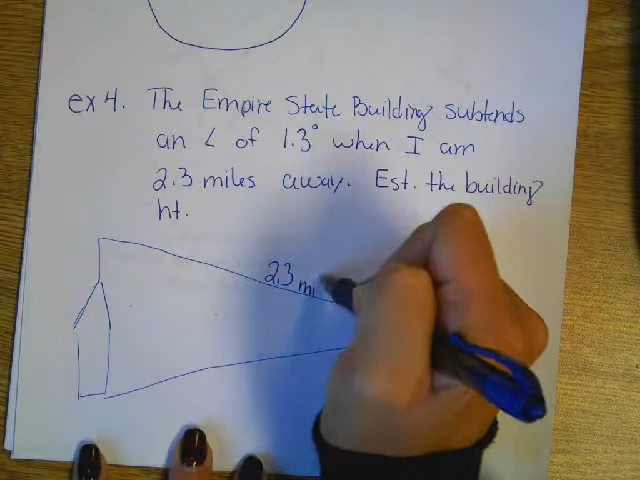 ex 4. The Empire State Building subtends
an ∠ of 1.3° when I am
2.3 miles away. Est. the building
ht.
2.3 mi